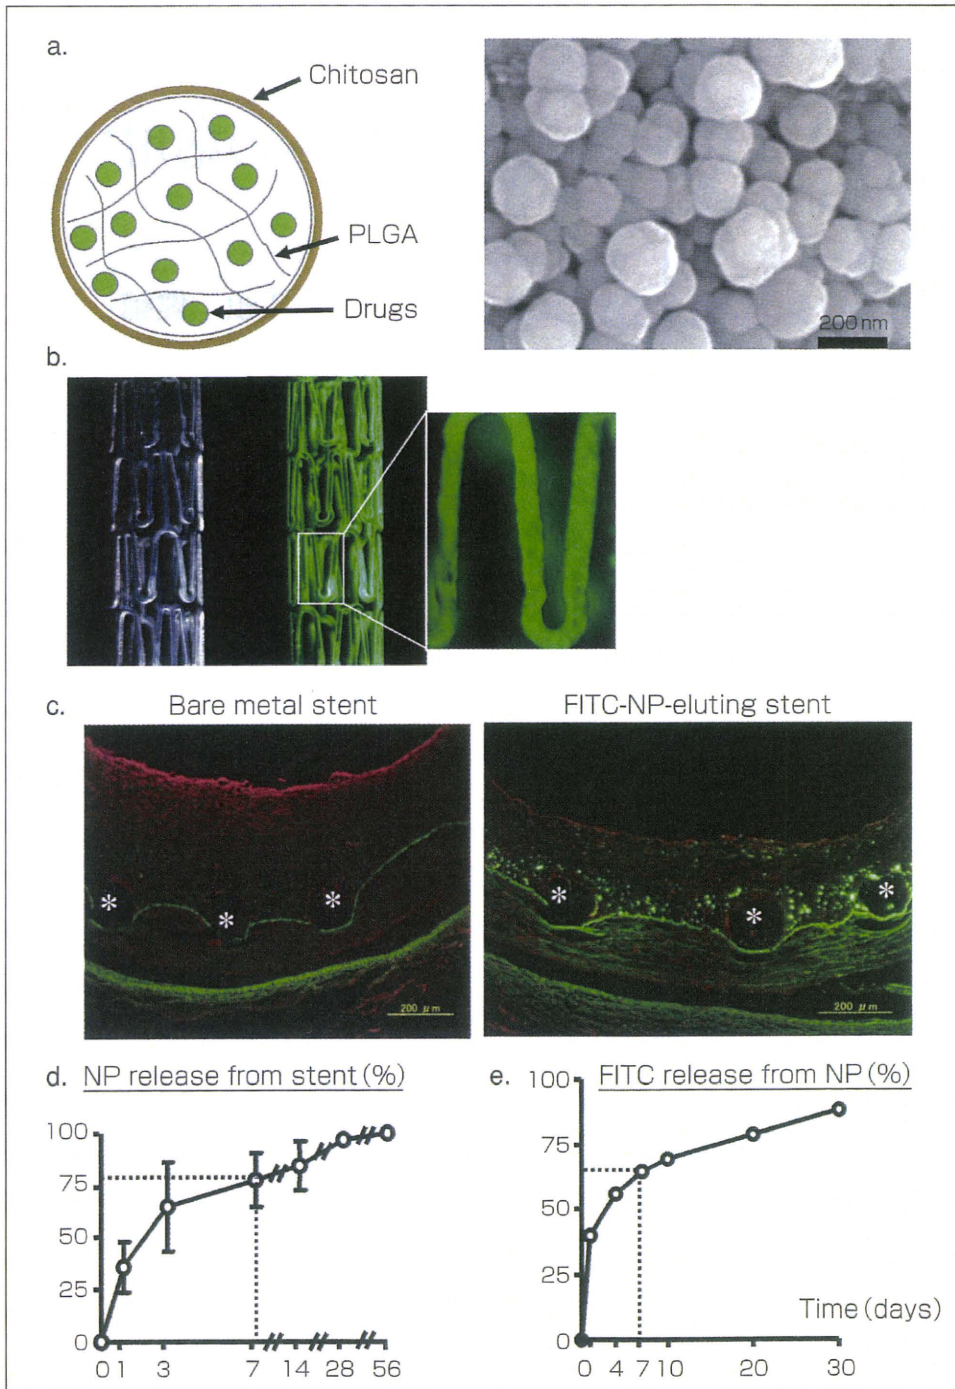 a.
Chitosan
PLGA
Drugs
200 nm
b.
c.
Bare metal stent
FITC-NP-eluting stent
*
*
*
200 μm
*
*
*
200 μm
d. NP release from stent (%)
100
75
50
25
0
0 1 3 7 14 28 56
e. FITC release from NP (%)
100
75
50
25
0
Time (days)
0 4 7 10 20 30